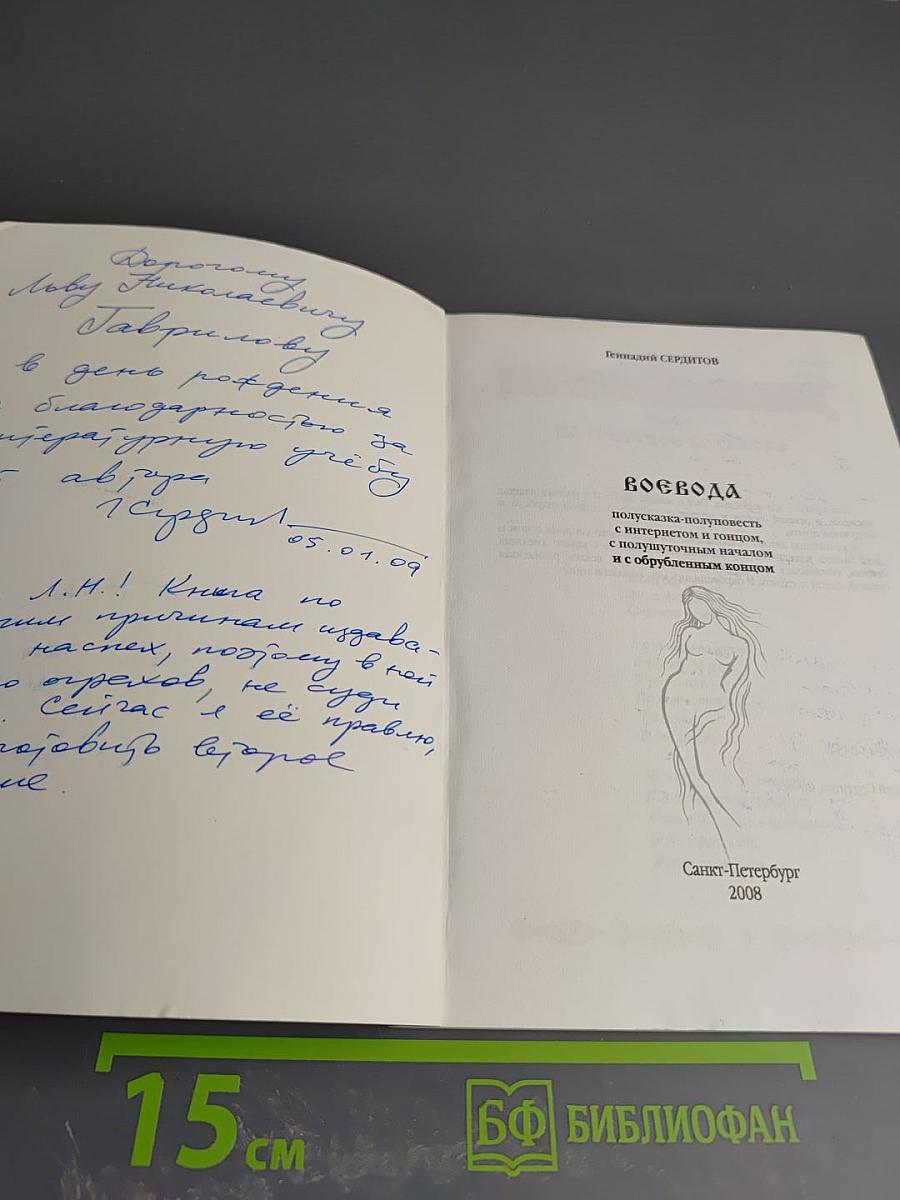 Дорогому
Льву Николаевичу
Гаврилову
в день рождения
благодарностью за
литературную учёбу
автора
05.01.09
Л.Н.! Книга по
причинам издава-
наспех, поэтому в ней
огрехов, не суди
Сейчас я её правлю,
готовить второе
Геннадий СЕРДИТОВ
ВОЕВОДА
полусказка-полуповесть
с интернетом и гонцом,
с полушуточным началом
и с обрубленным концом
Санкт-Петербург
2008
15 см
БФ БИБЛИОФАН